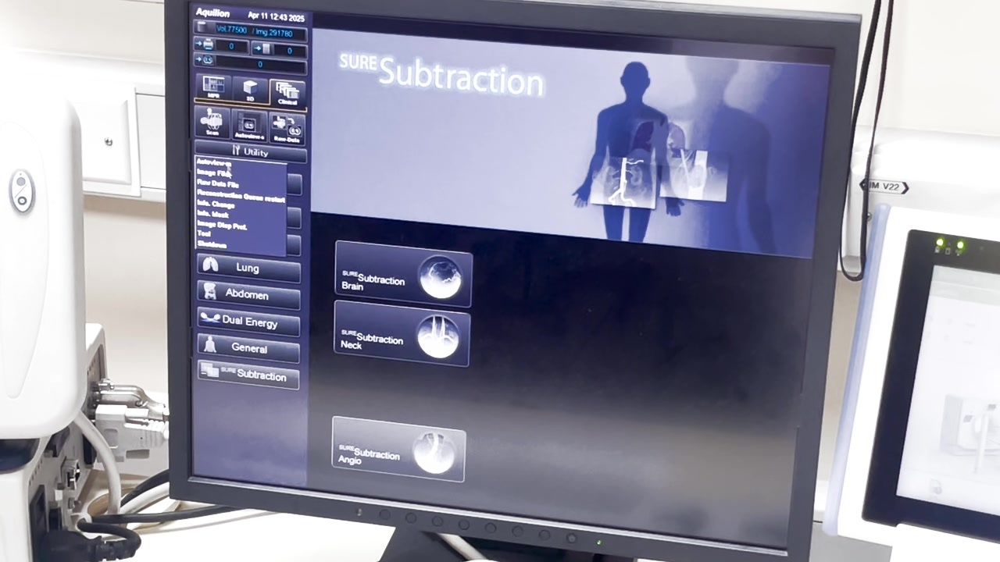 Aquilion Apr 11 12:43 2025
Vol.77500 / Img.291780
0 0
0
MPR 3D Clinical
Scan Autoview-e Raw-Data
Utility
Image File
Raw Data File
Reconstruction Queue restart
Info. Change
Info. Mask
Image Disp Pref.
Tool
Shutdown
Lung
Abdomen
Dual Energy
General
SURE Subtraction
SURE Subtraction
SURE Subtraction
Brain
SURE Subtraction
Neck
SURE Subtraction
Angio
IM V22